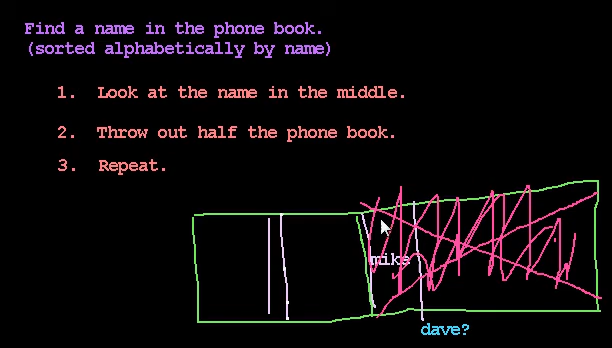 Find a name in the phone book.
(sorted alphabetically by name)
1. Look at the name in the middle.
2. Throw out half the phone book.
3. Repeat.
mike
dave?